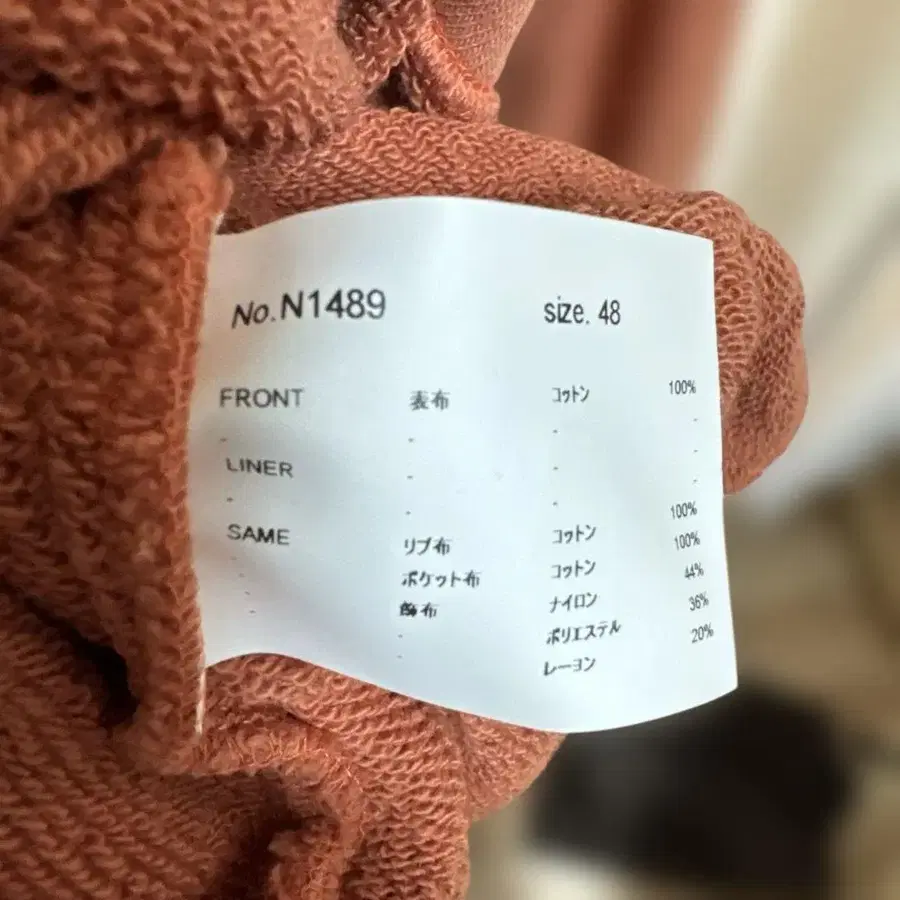 No.N1489 size. 48
FRONT 表布 コットン 100%
- - - -
LINER - - -
- - - -
SAME リブ布 コットン 100%
ポケット布 コットン 100%
飾布 ナイロン 44%
ポリエステル 36%
レーヨン 20%